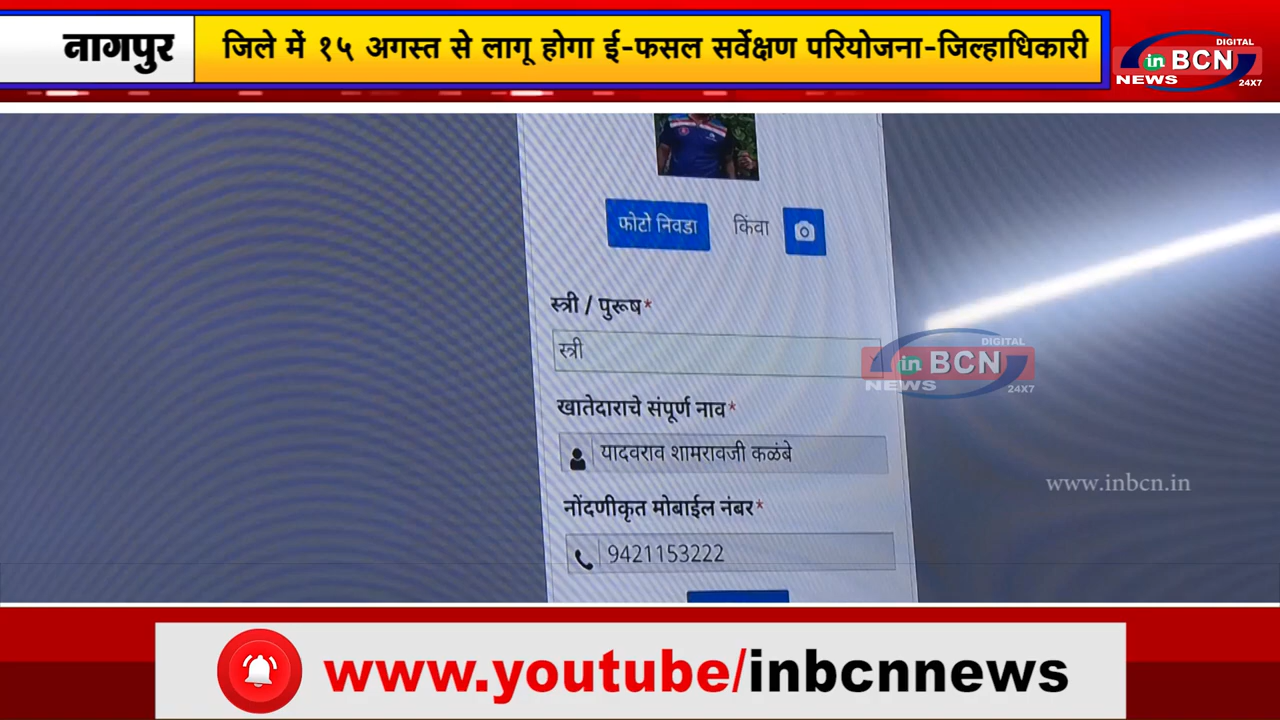 नागपुर
जिले में १५ अगस्त से लागू होगा ई-फसल सर्वेक्षण परियोजना-जिल्हाधिकारी
DIGITAL
in BCN
NEWS 24X7
फोटो निवडा किंवा
स्त्री / पुरूष*
स्त्री
DIGITAL
in BCN
NEWS 24X7
खातेदाराचे संपूर्ण नाव*
यादवराव शामरावजी कळंबे
www.inbcn.in
नोंदणीकृत मोबाईल नंबर*
9421153222
www.youtube/inbcnnews